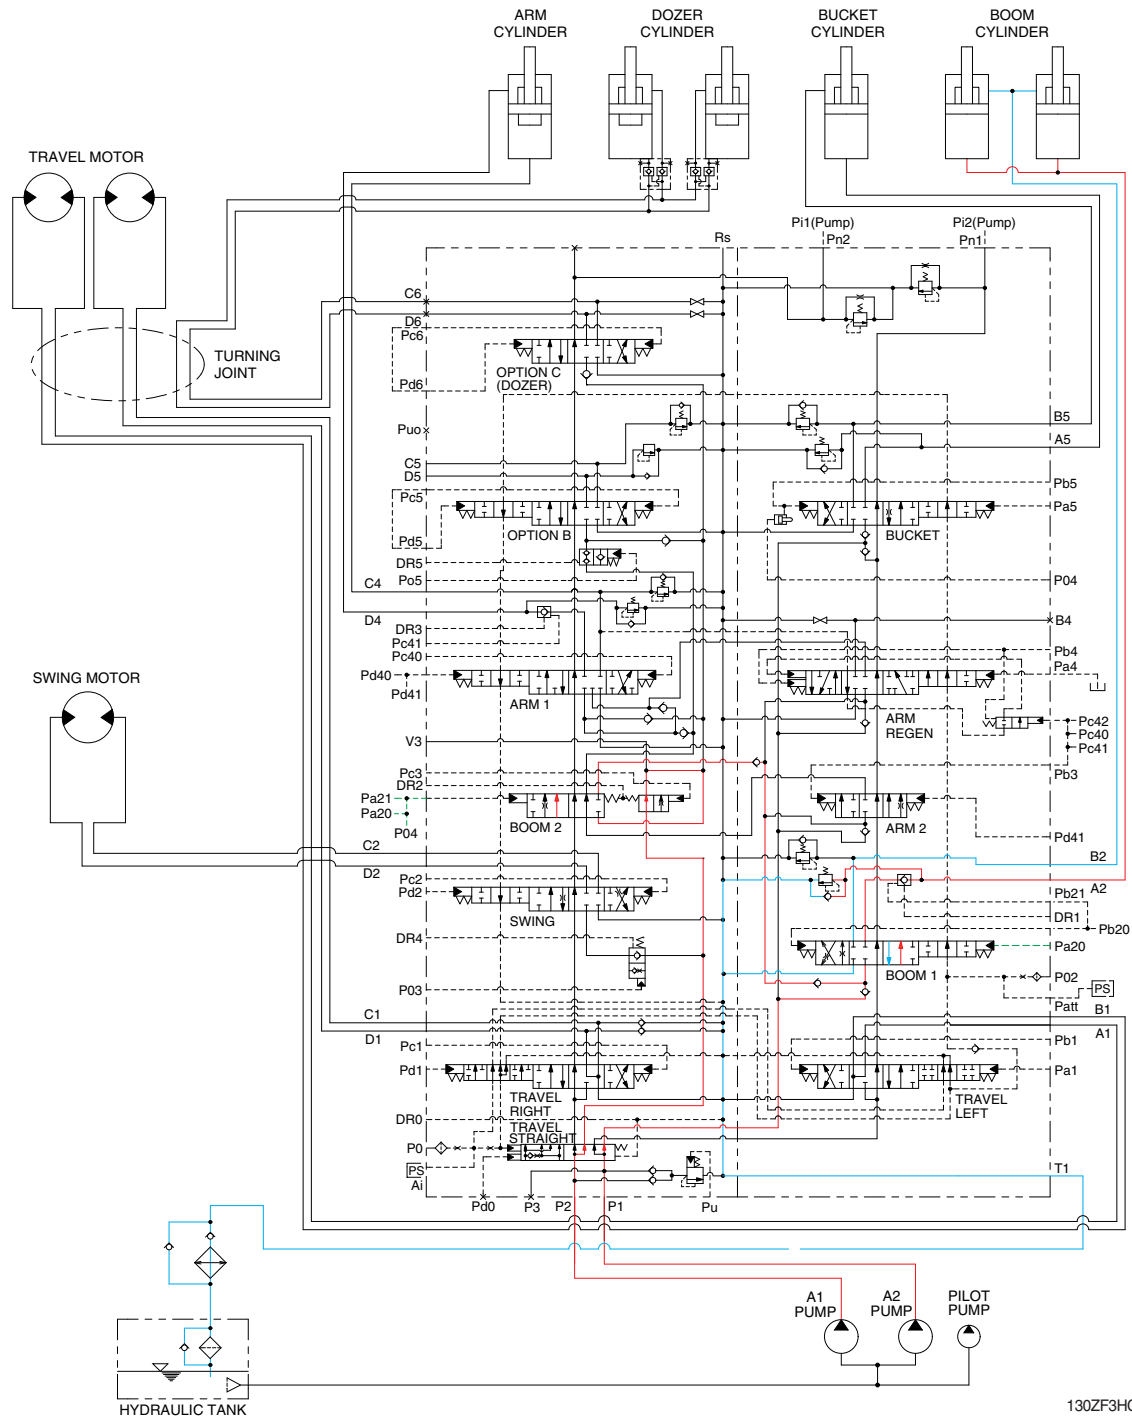 ARM
CYLINDER
DOZER
CYLINDER
BUCKET
CYLINDER
BOOM
CYLINDER
TRAVEL MOTOR
TURNING
JOINT
SWING MOTOR
Pi1(Pump)
Pn2
Pi2(Pump)
Pn1
Rs
C6
D6
Pc6
Pd6
OPTION C
(DOZER)
Puo
C5
D5
Pc5
Pd5
OPTION B
DR5
Po5
C4
D4
DR3
Pc41
Pc40
Pd40
Pd41
ARM 1
V3
Pc3
DR2
Pa21
Pa20
P04
BOOM 2
C2
D2
Pc2
Pd2
SWING
DR4
P03
C1
D1
Pc1
Pd1
TRAVEL
RIGHT
DR0
TRAVEL
STRAIGHT
P0
PS
Ai
Pd0
P3
P2
P1
Pu
B5
A5
Pb5
Pa5
BUCKET
P04
B4
Pb4
Pa4
ARM
REGEN
Pc42
Pc40
Pc41
Pb3
ARM 2
Pd41
B2
A2
Pb21
DR1
Pb20
Pa20
BOOM 1
P02
PS
Patt
B1
A1
Pb1
Pa1
TRAVEL
LEFT
T1
A1
PUMP
A2
PUMP
PILOT
PUMP
HYDRAULIC TANK